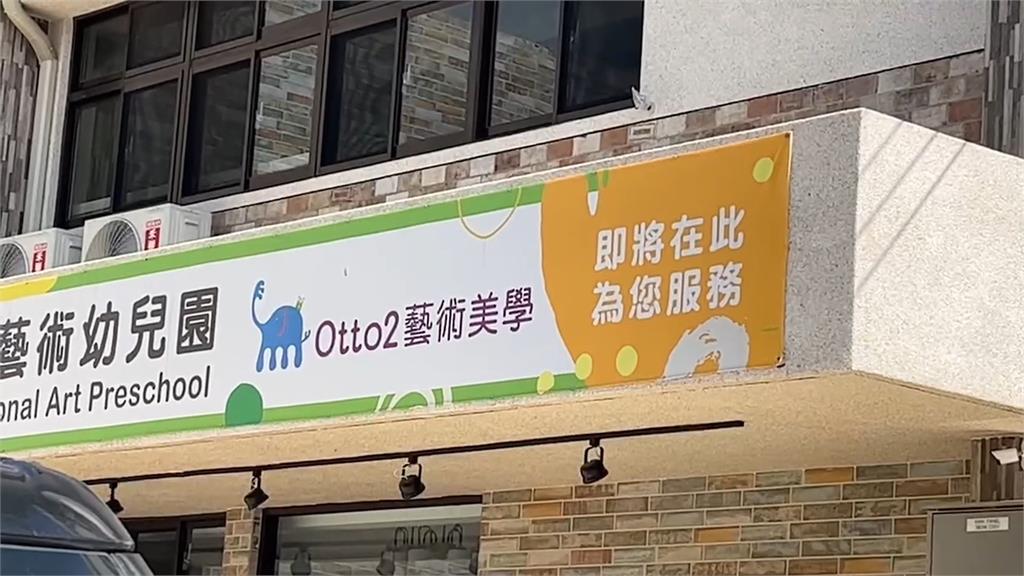 藝術幼兒園
onal Art Preschool
Otto2藝術美學
即將在此
為您服務